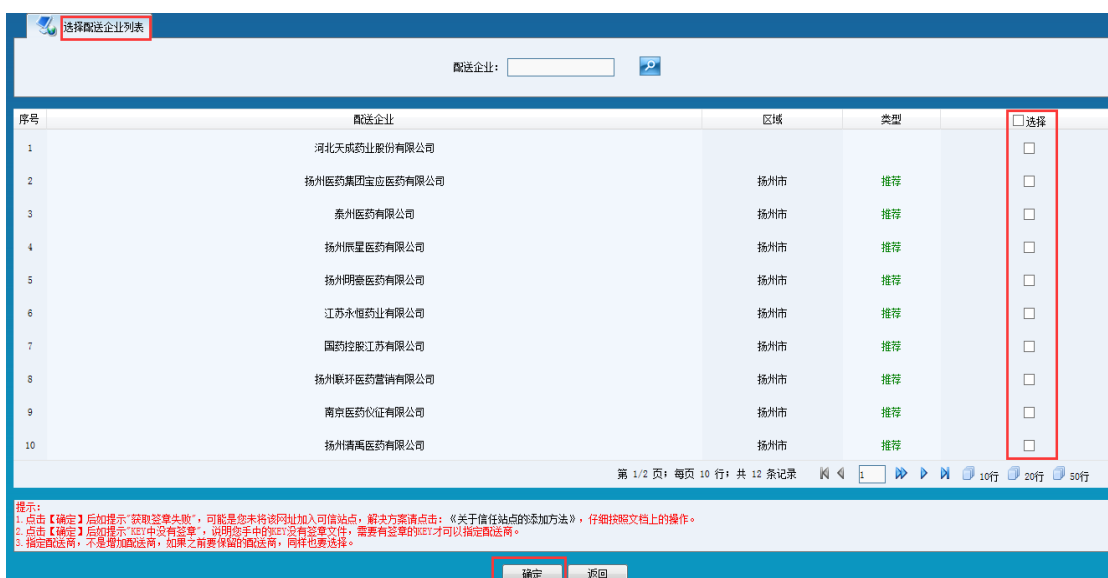 选择配送企业列表
配送企业：
序号 配送企业 区域 类型 选择
1 河北天成药业股份有限公司
2 扬州医药集团宝应医药有限公司 扬州市 推荐
3 泰州医药有限公司 扬州市 推荐
4 扬州辰星医药有限公司 扬州市 推荐
5 扬州明豪医药有限公司 扬州市 推荐
6 江苏永恒药业有限公司 扬州市 推荐
7 国药控股江苏有限公司 扬州市 推荐
8 扬州联环医药营销有限公司 扬州市 推荐
9 南京医药仪征有限公司 扬州市 推荐
10 扬州清禹医药有限公司 扬州市 推荐
第 1/2 页；每页 10 行；共 12 条记录 1 10行 20行 50行
提示：
1.点击【确定】后如提示"获取签章失败"，可能是您未将该网址加入可信站点，解决方案请点击：《关于信任站点的添加方法》，仔细按照文档上的操作。
2.点击【确定】后如提示"KEY中没有签章"，说明您手中的KEY没有签章文件，需要有签章的KEY才可以指定配送商。
3.指定配送商，不是增加配送商，如果之前要保留的配送商，同样也要选择。
确定 返回